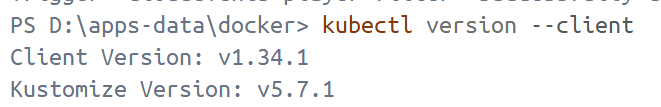 PS D:\apps-data\docker> kubectl version --client
Client Version: v1.34.1
Kustomize Version: v5.7.1